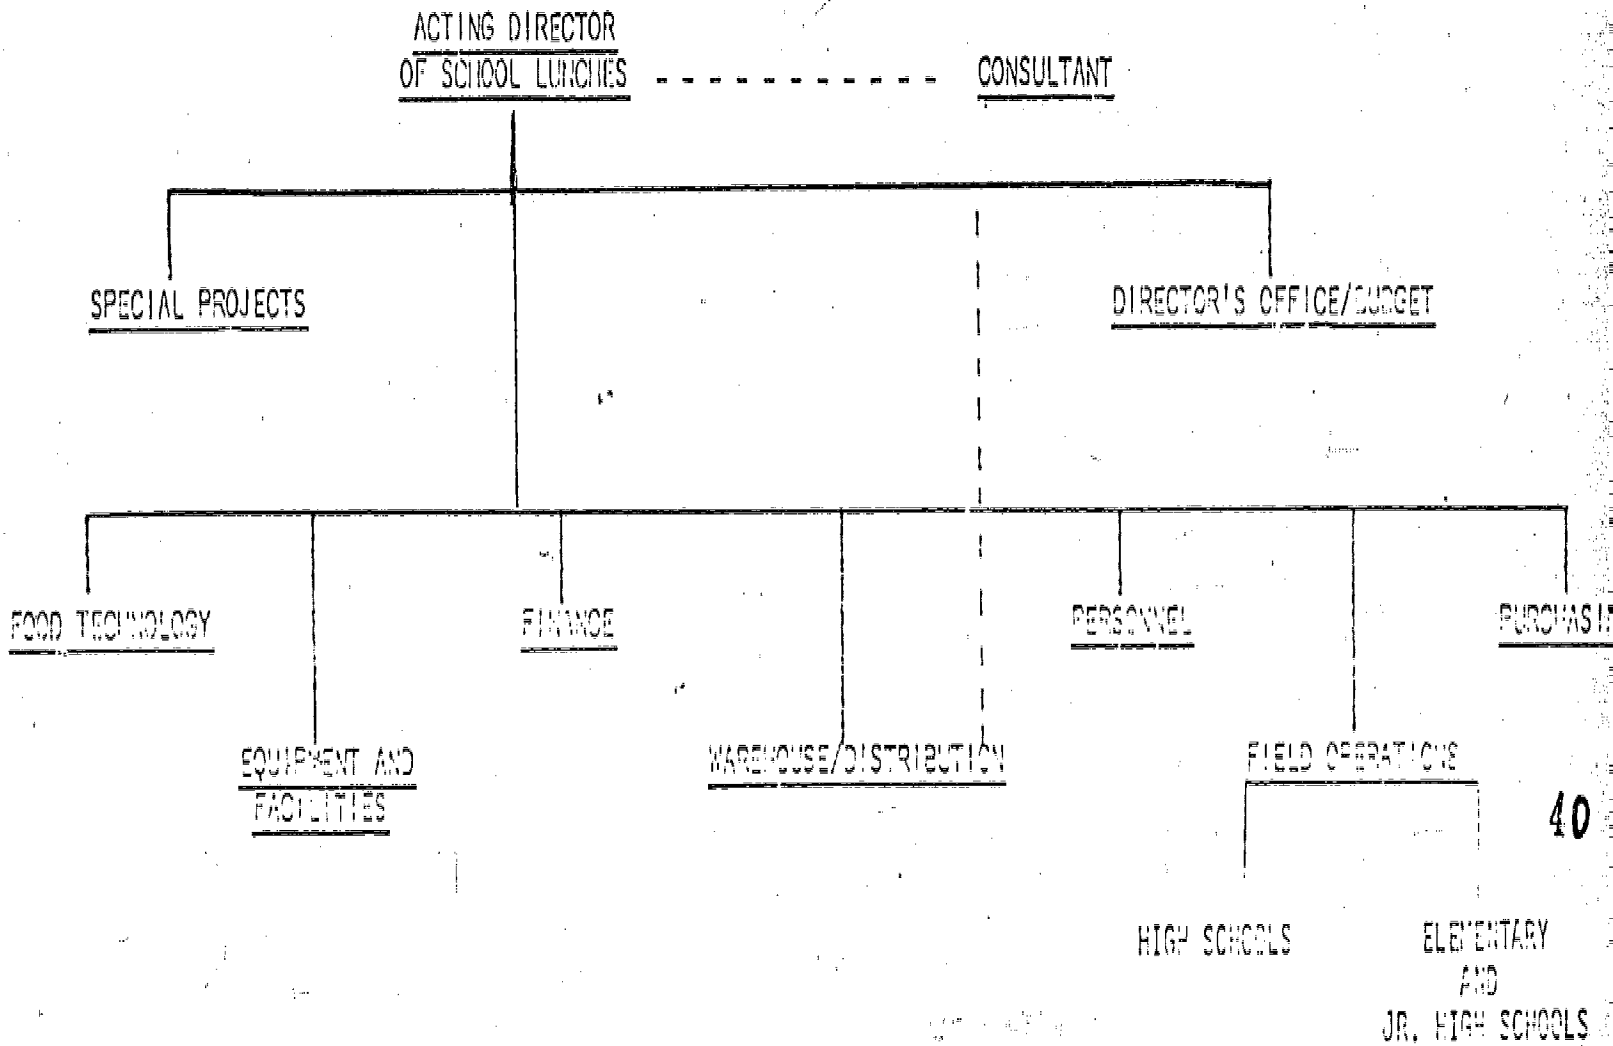 ACTING DIRECTOR
OF SCHOOL LUNCHES - - - - - - - - - - CONSULTANT
SPECIAL PROJECTS
DIRECTOR'S OFFICE/BUDGET
FOOD TECHNOLOGY
FINANCE
PERSONNEL
PURCHASIN
EQUIPMENT AND
FACILITIES
WAREHOUSE/DISTRIBUTION
FIELD OPERATIONS
40
HIGH SCHOOLS
ELEMENTARY
AND
JR. HIGH SCHOOLS